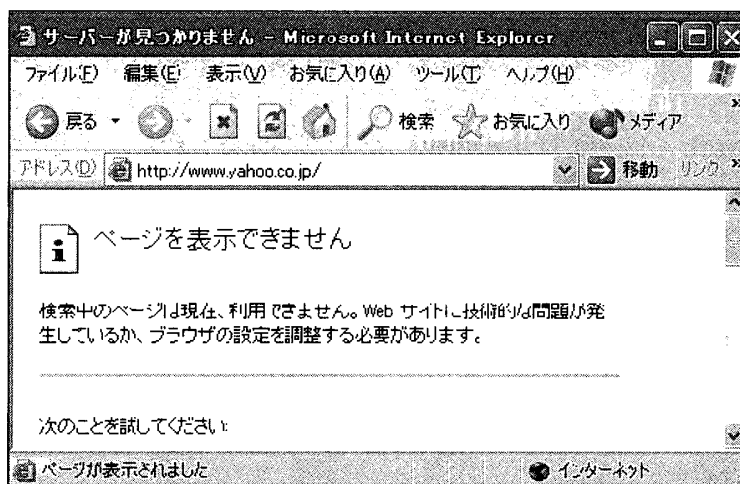 サーバーが見つかりません - Microsoft Internet Explorer
ファイル(F) 編集(E) 表示(V) お気に入り(A) ツール(T) ヘルプ(H)
戻る 検索 お気に入り メディア »
アドレス(D) http://www.yahoo.co.jp/ 移動 リンク »
ページを表示できません
検索中のページは現在、利用できません。Web サイトに技術的な問題が発
生しているか、ブラウザの設定を調整する必要があります。
次のことを試してください:
ページが表示されました インターネット